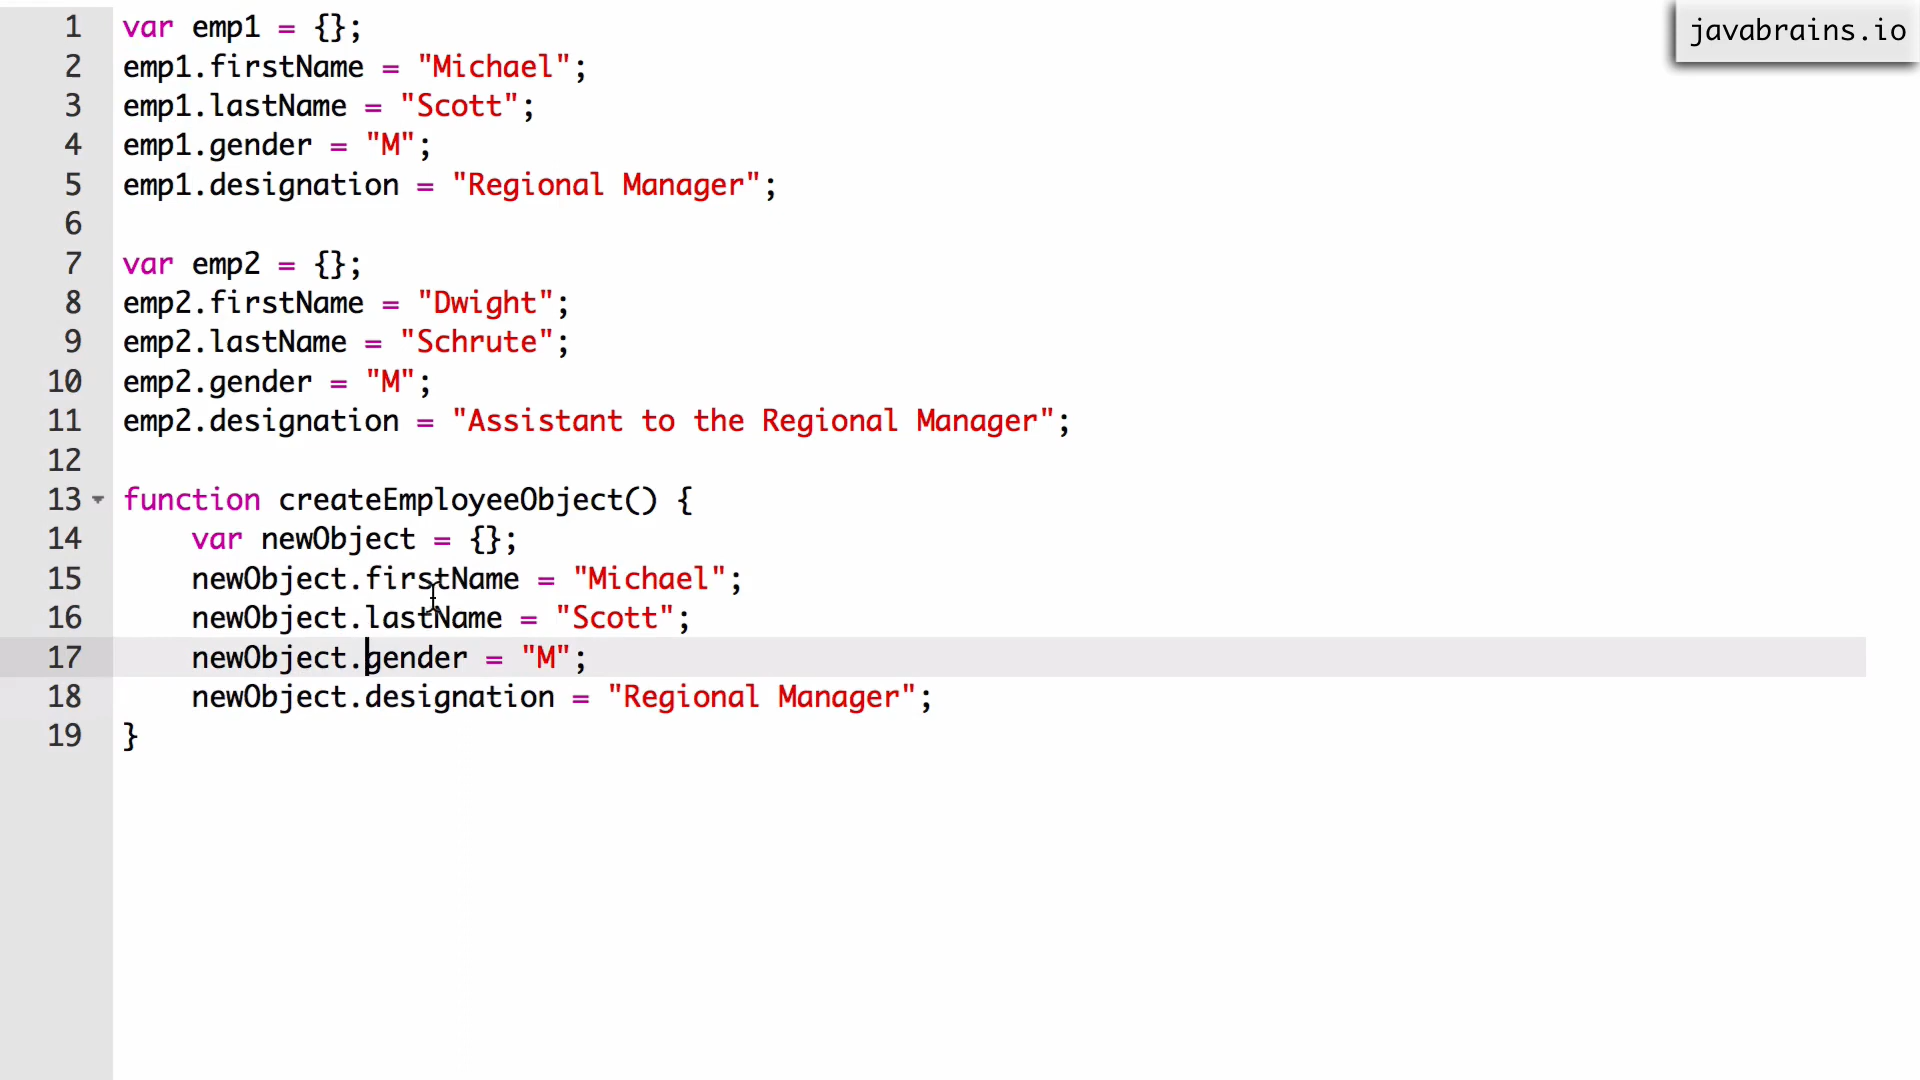 javabrains.io
1 var emp1 = {};
2 emp1.firstName = "Michael";
3 emp1.lastName = "Scott";
4 emp1.gender = "M";
5 emp1.designation = "Regional Manager";
6
7 var emp2 = {};
8 emp2.firstName = "Dwight";
9 emp2.lastName = "Schrute";
10 emp2.gender = "M";
11 emp2.designation = "Assistant to the Regional Manager";
12
13 function createEmployeeObject() {
14     var newObject = {};
15     newObject.firstName = "Michael";
16     newObject.lastName = "Scott";
17     newObject.gender = "M";
18     newObject.designation = "Regional Manager";
19 }